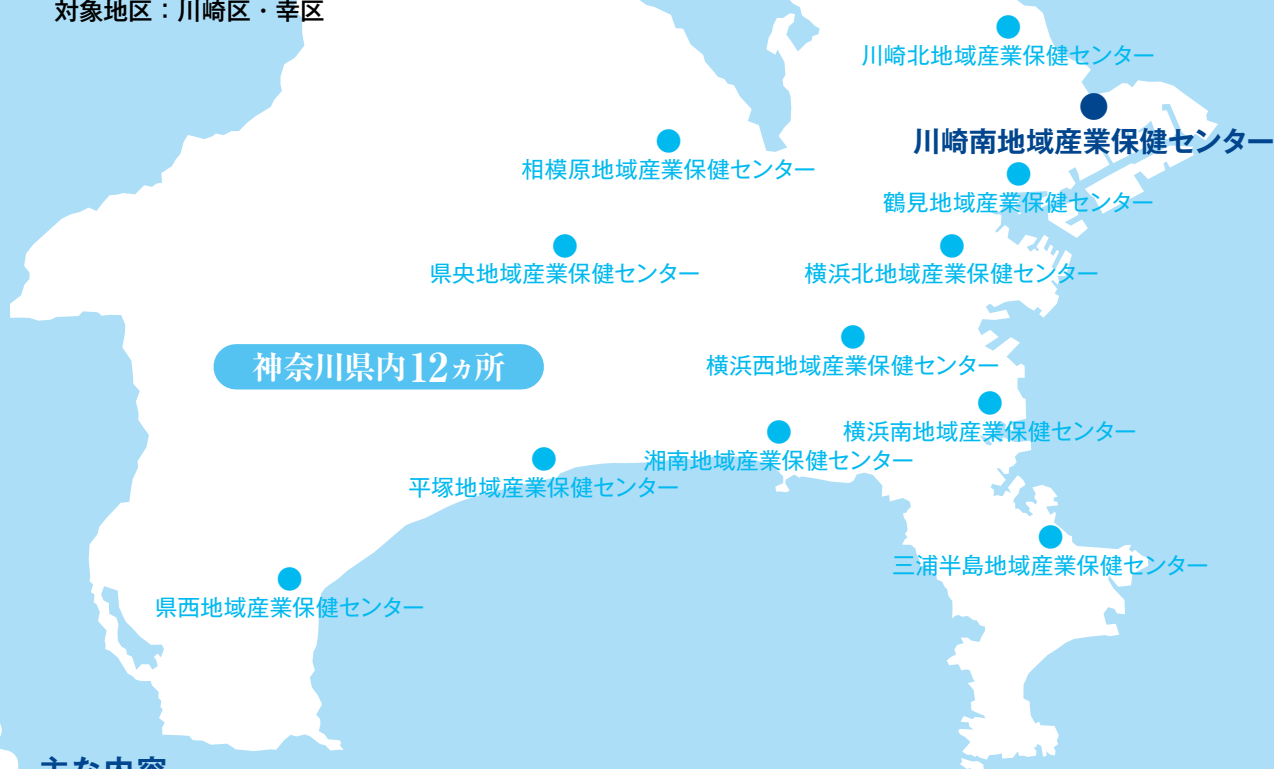 対象地区：川崎区・幸区
川崎北地域産業保健センター
川崎南地域産業保健センター
相模原地域産業保健センター
鶴見地域産業保健センター
県央地域産業保健センター
横浜北地域産業保健センター
神奈川県内12ヵ所
横浜西地域産業保健センター
横浜南地域産業保健センター
湘南地域産業保健センター
平塚地域産業保健センター
三浦半島地域産業保健センター
県西地域産業保健センター
主な内容